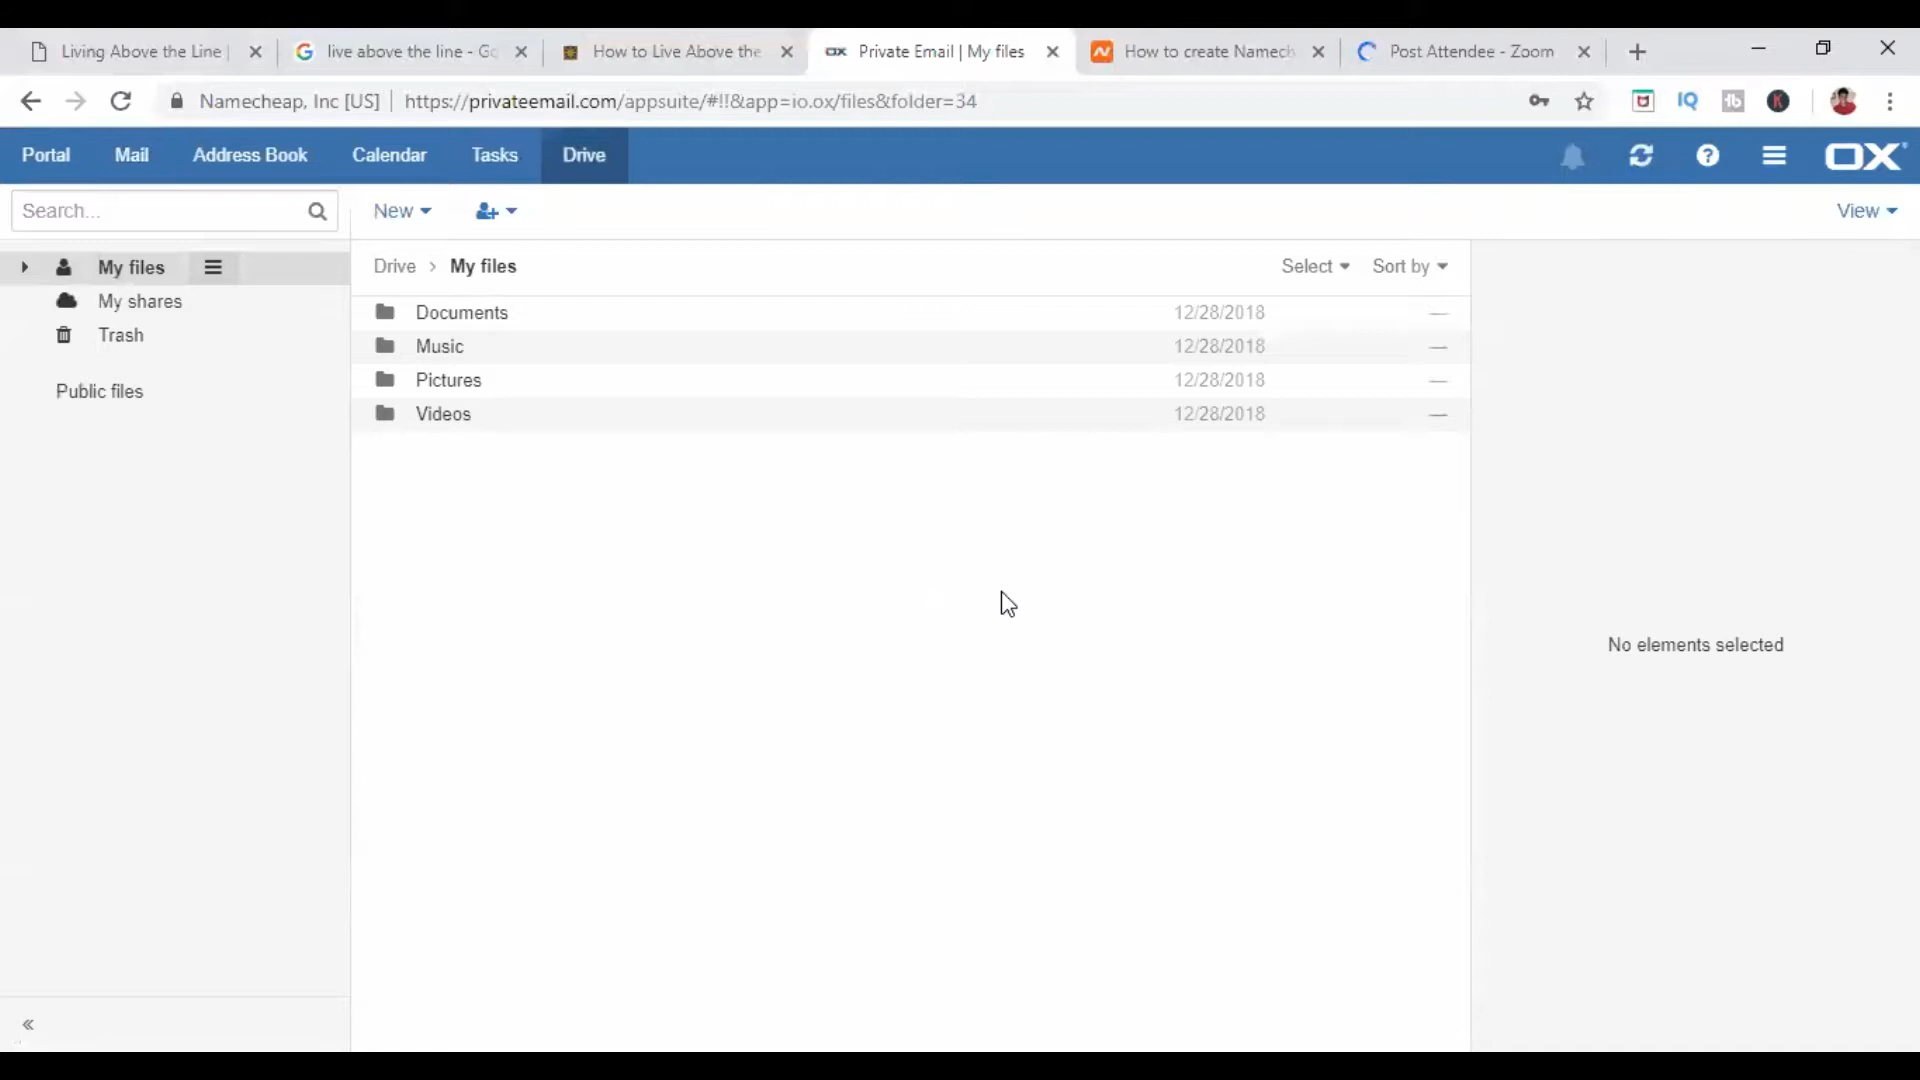 Living Above the Line | live above the line - Go How to Live Above the Private Email | My files How to create Namech Post Attendee - Zoom
Namecheap, Inc [US] | https://privateemail.com/appsuite/#!!&app=io.ox/files&folder=34
Portal Mail Address Book Calendar Tasks Drive OX
Search... New View
My files Drive > My files Select Sort by
My shares
Trash
Public files
Documents 12/28/2018 —
Music 12/28/2018 —
Pictures 12/28/2018 —
Videos 12/28/2018 —
No elements selected